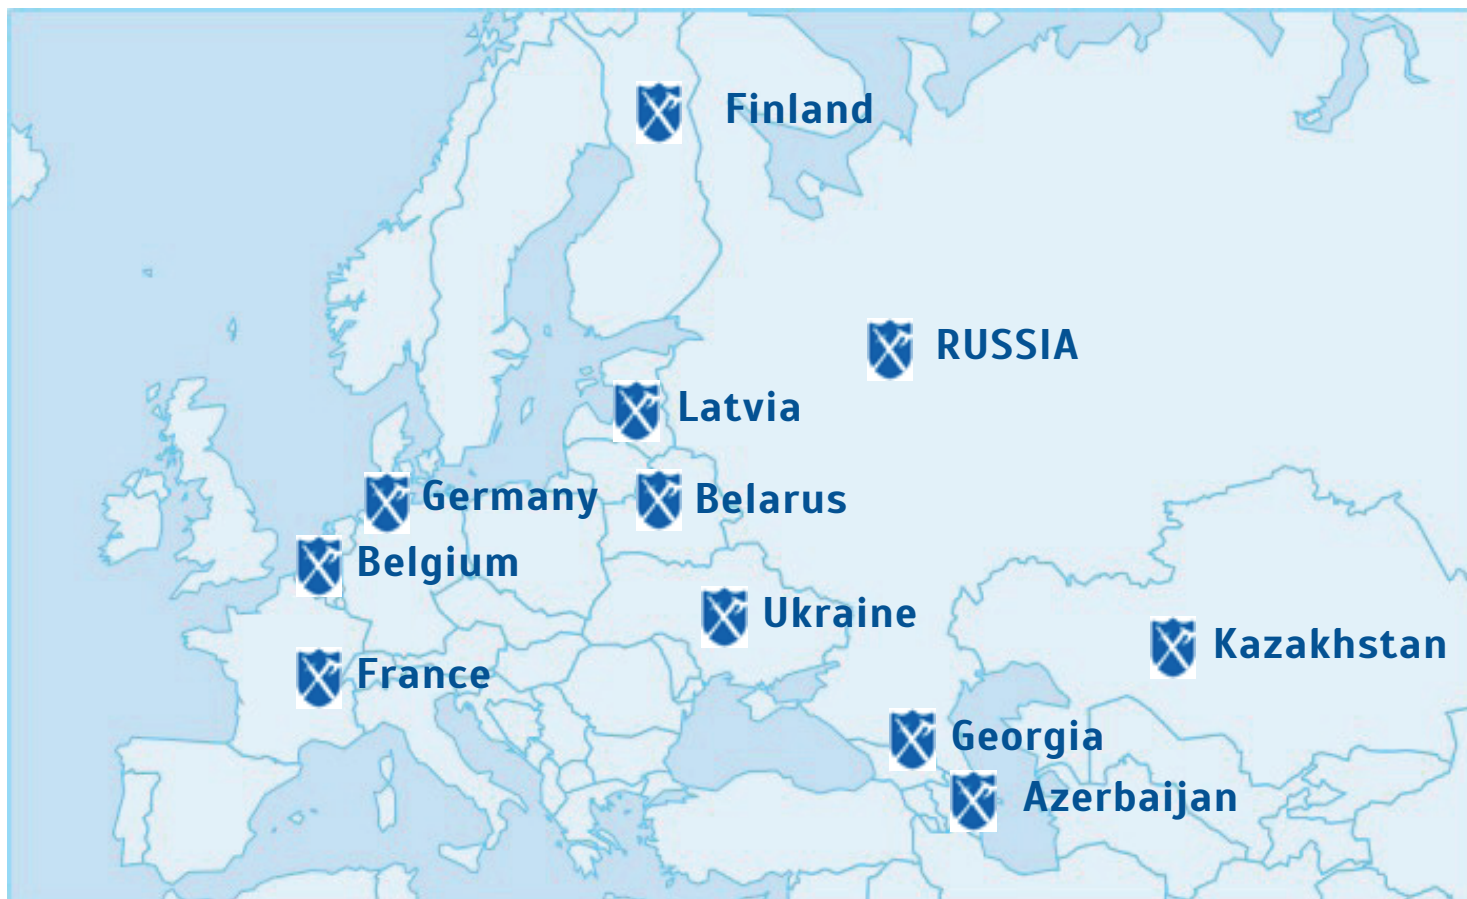 Finland
RUSSIA
Latvia
Germany
Belarus
Belgium
Ukraine
Kazakhstan
France
Georgia
Azerbaijan